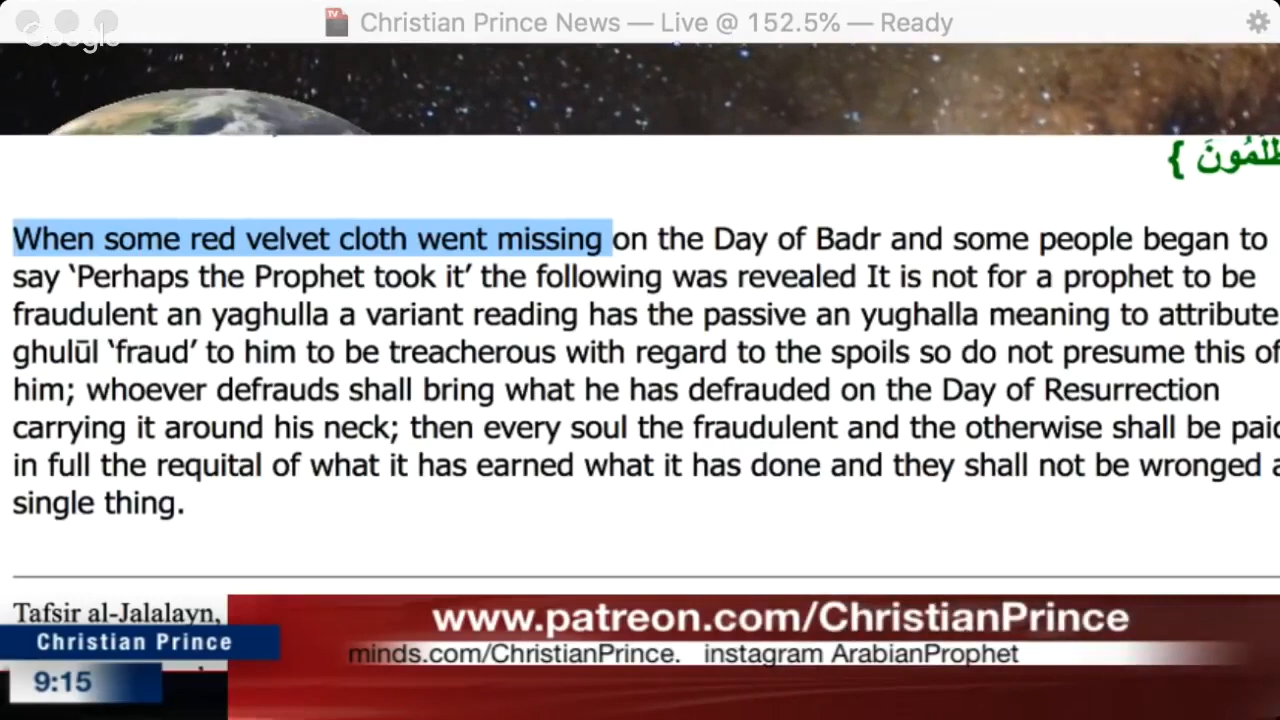 Christian Prince News — Live @ 152.5% — Ready
Google
{
When some red velvet cloth went missing on the Day of Badr and some people began to
say ‘Perhaps the Prophet took it’ the following was revealed It is not for a prophet to be
fraudulent an yaghulla a variant reading has the passive an yughalla meaning to attribute
ghulūl ‘fraud’ to him to be treacherous with regard to the spoils so do not presume this of
him; whoever defrauds shall bring what he has defrauded on the Day of Resurrection
carrying it around his neck; then every soul the fraudulent and the otherwise shall be paid
in full the requital of what it has earned what it has done and they shall not be wronged a
single thing.
Tafsir al-Jalalayn,
www.patreon.com/ChristianPrince
Christian Prince
minds.com/ChristianPrince. instagram ArabianProphet
9:15